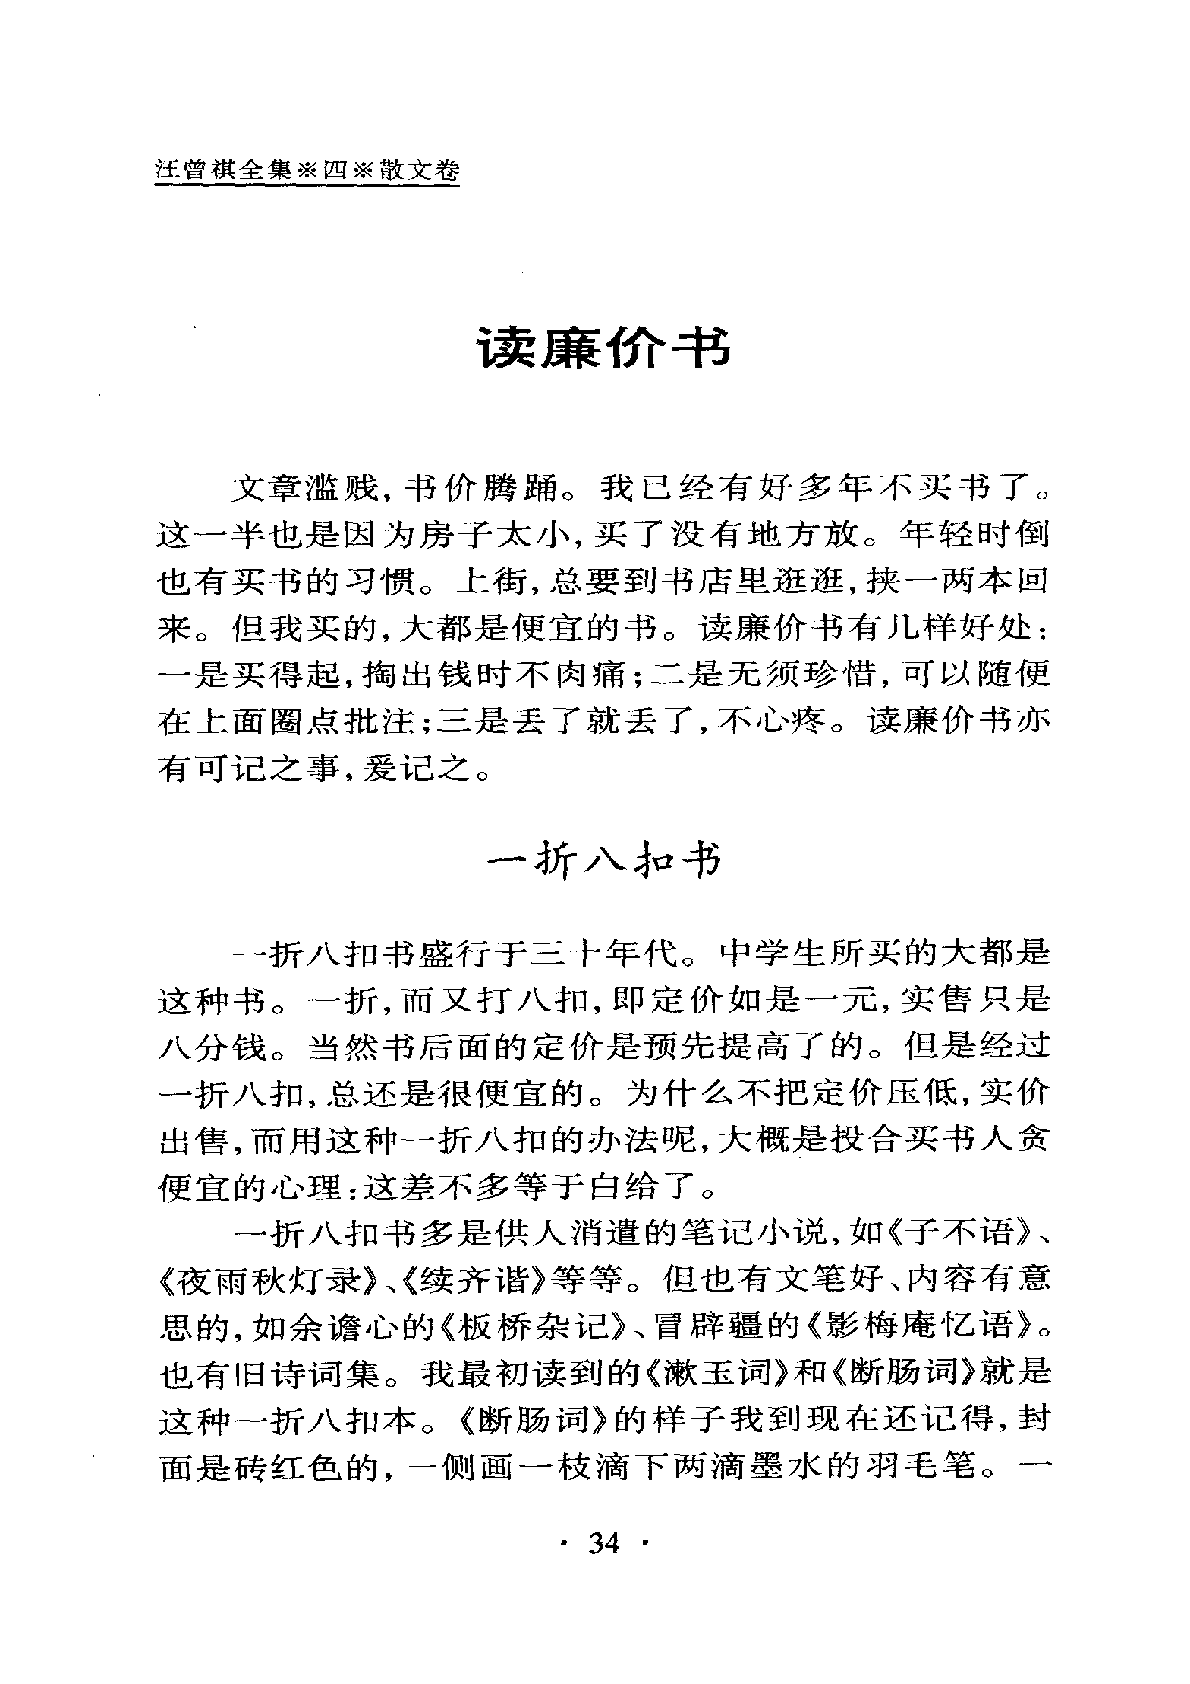 汪曾祺全集※四※散文卷
读廉价书
文章滥贱,书价腾踊。我已经有好多年不买书了。
这一半也是因为房子太小,买了没有地方放。年轻时倒
也有买书的习惯。上街,总要到书店里逛逛,挟一两本回
来。但我买的,大都是便宜的书。读廉价书有几样好处:
一是买得起,掏出钱时不肉痛;二是无须珍惜,可以随便
在上面圈点批注;三是丢了就丢了,不心疼。读廉价书亦
有可记之事,爰记之。
一折八扣书
一折八扣书盛行于三十年代。中学生所买的大都是
这种书。一折,而又打八扣,即定价如是一元,实售只是
八分钱。当然书后面的定价是预先提高了的。但是经过
一折八扣,总还是很便宜的。为什么不把定价压低,实价
出售,而用这种一折八扣的办法呢,大概是投合买书人贪
便宜的心理:这差不多等于白给了。
一折八扣书多是供人消遣的笔记小说,如《子不语》、
《夜雨秋灯录》、《续齐谐》等等。但也有文笔好、内容有意
思的,如余谵心的《板桥杂记》、冒辟疆的《影梅庵忆语》。
也有旧诗词集。我最初读到的《漱玉词》和《断肠词》就是
这种一折八扣本。《断肠词》的样子我到现在还记得,封
面是砖红色的,一侧画一枝滴下两滴墨水的羽毛笔。一
· 34 ·